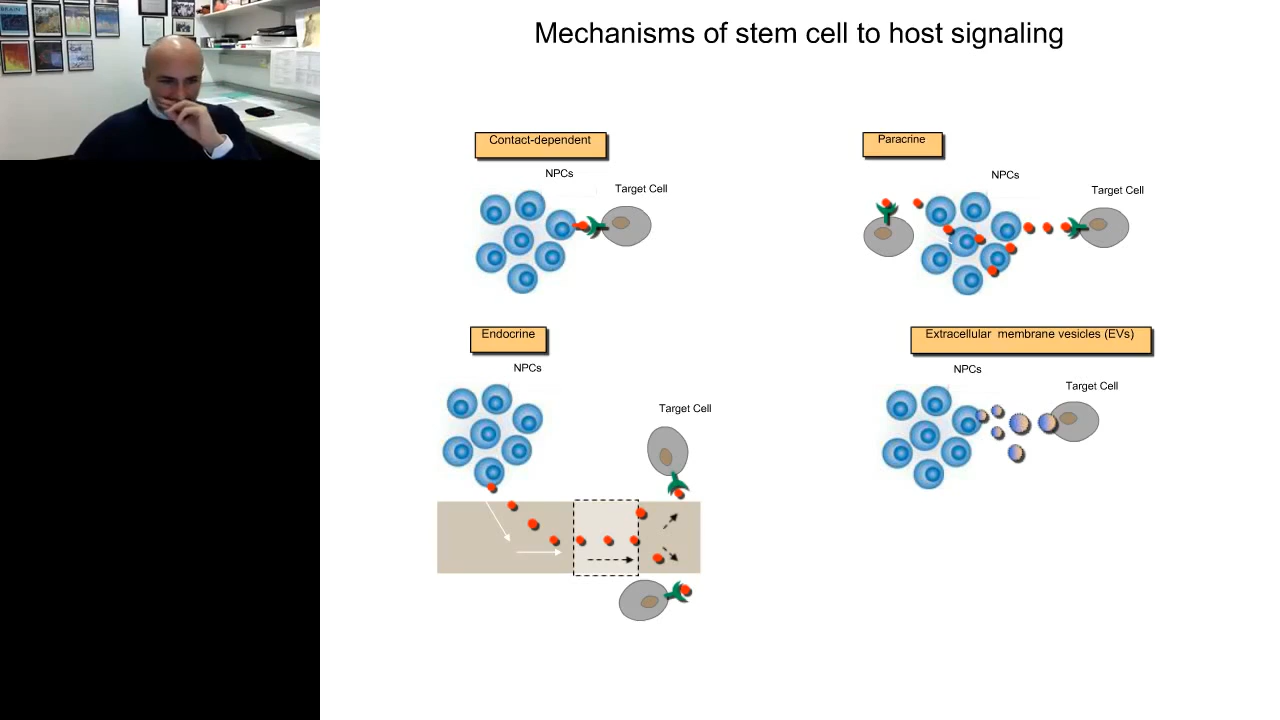 Mechanisms of stem cell to host signaling
Contact-dependent
NPCs
Target Cell
Paracrine
NPCs
Target Cell
Endocrine
NPCs
Target Cell
Extracellular membrane vesicles (EVs)
NPCs
Target Cell
BRAIN